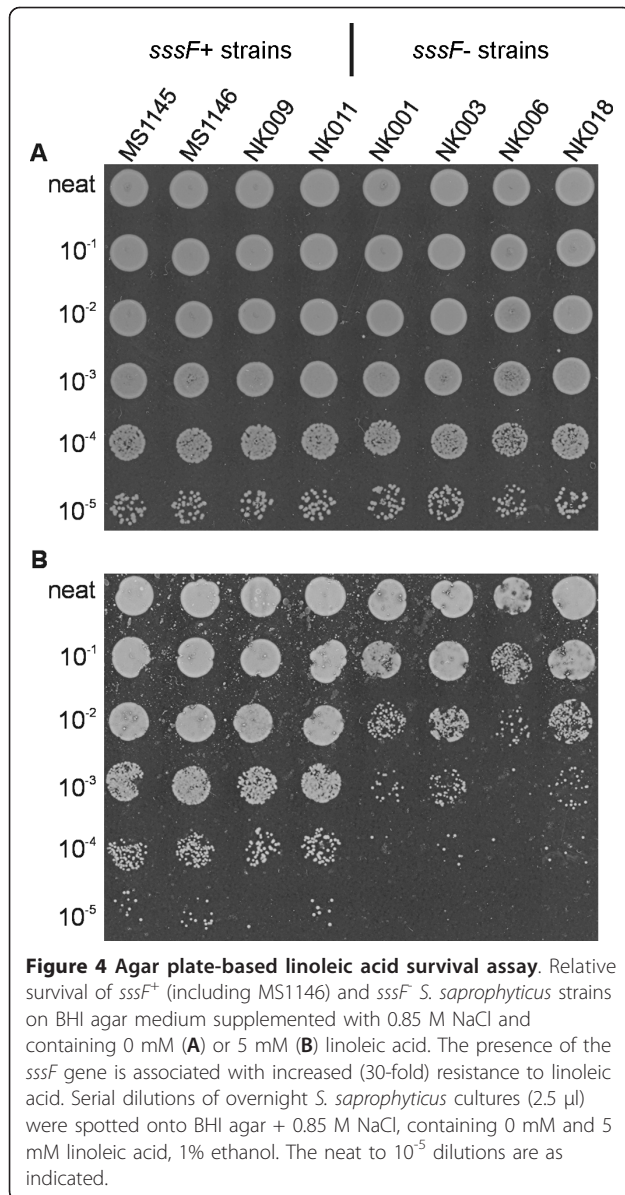 sssF+ strains | sssF- strains
MS1145 MS1146 NK009 NK011 NK001 NK003 NK006 NK018
A
neat
10⁻¹
10⁻²
10⁻³
10⁻⁴
10⁻⁵
B
neat
10⁻¹
10⁻²
10⁻³
10⁻⁴
10⁻⁵
Figure 4 Agar plate-based linoleic acid survival assay. Relative
survival of sssF⁺ (including MS1146) and sssF⁻ S. saprophyticus strains
on BHI agar medium supplemented with 0.85 M NaCl and
containing 0 mM (A) or 5 mM (B) linoleic acid. The presence of the
sssF gene is associated with increased (30-fold) resistance to linoleic
acid. Serial dilutions of overnight S. saprophyticus cultures (2.5 μl)
were spotted onto BHI agar + 0.85 M NaCl, containing 0 mM and 5
mM linoleic acid, 1% ethanol. The neat to 10⁻⁵ dilutions are as
indicated.